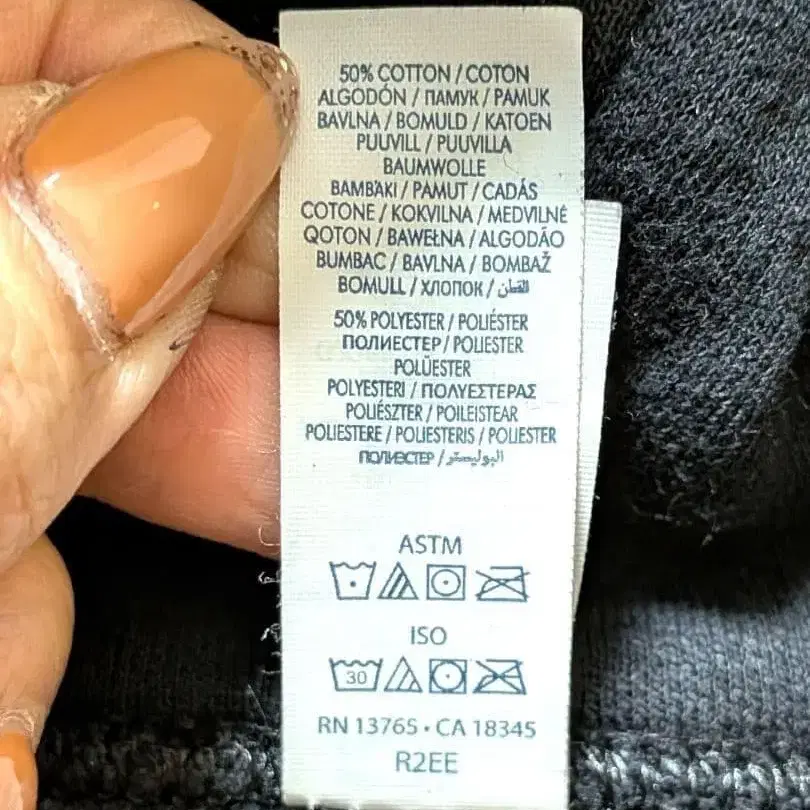 50% COTTON / COTON
ALGODÓN / ПАМУК / PAMUK
BAVLNA / BOMULD / KATOEN
PUUVILL / PUUVILLA
BAUMWOLLE
BAMBAKI / PAMUT / CADÁS
COTONE / KOKVILNA / MEDVILNĖ
QOTON / BAWEŁNA / ALGODÃO
BUMBAC / BAVLNA / BOMBAŽ
BOMULL / ХЛОПОК / القطن
50% POLYESTER / POLIÉSTER
ПОЛИЕСТЕР / POLIESTER
POLÜESTER
POLYESTERI / ΠΟΛΥΕΣΤΕΡΑΣ
POLIÉSZTER / POILEISTEAR
POLIESTERE / POLIESTERIS / POLIESTER
ПОЛИЕСТЕР / البوليستر
ASTM
ISO
30
RN 13765 • CA 18345
R2EE